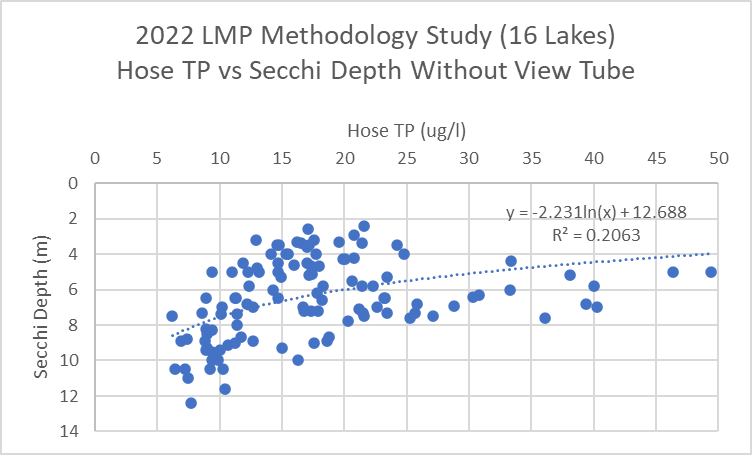 2022 LMP Methodology Study (16 Lakes)
Hose TP vs Secchi Depth Without View Tube
Hose TP (ug/l)
0 5 10 15 20 25 30 35 40 45 50
0
2
4
6
8
10
12
14
Secchi Depth (m)
y = -2.231ln(x) + 12.688
R² = 0.2063